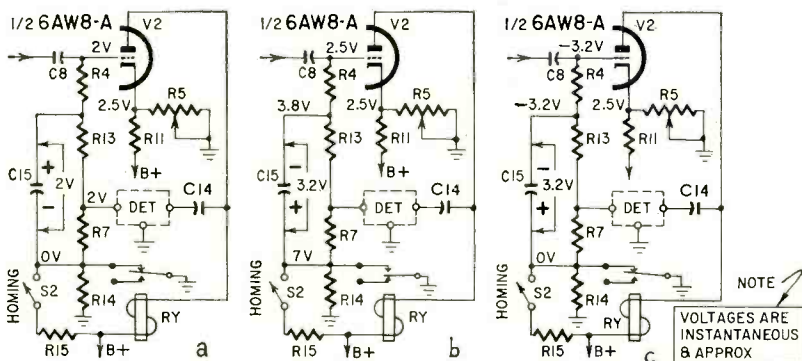 1/2 6AW8-A
V2
2V
C8
R4
2.5V
R5
R13
R11
B+
C15
+
2V
-
2V
DET
C14
R7
0V
HOMING
S2
R14
RY
R15
B+
a
1/2 6AW8-A
V2
2.5V
C8
R4
3.8V
2.5V
R5
R13
R11
B+
C15
-
3.2V
+
DET
C14
R7
7V
HOMING
S2
R14
RY
R15
B+
b
1/2 6AW8-A
V2
-3.2V
C8
R4
-3.2V
2.5V
R5
R13
R11
B+
C15
-
3.2V
+
DET
C14
R7
0V
HOMING
S2
R14
RY
R15
B+
c
NOTE
VOLTAGES ARE
INSTANTANEOUS
& APPROX